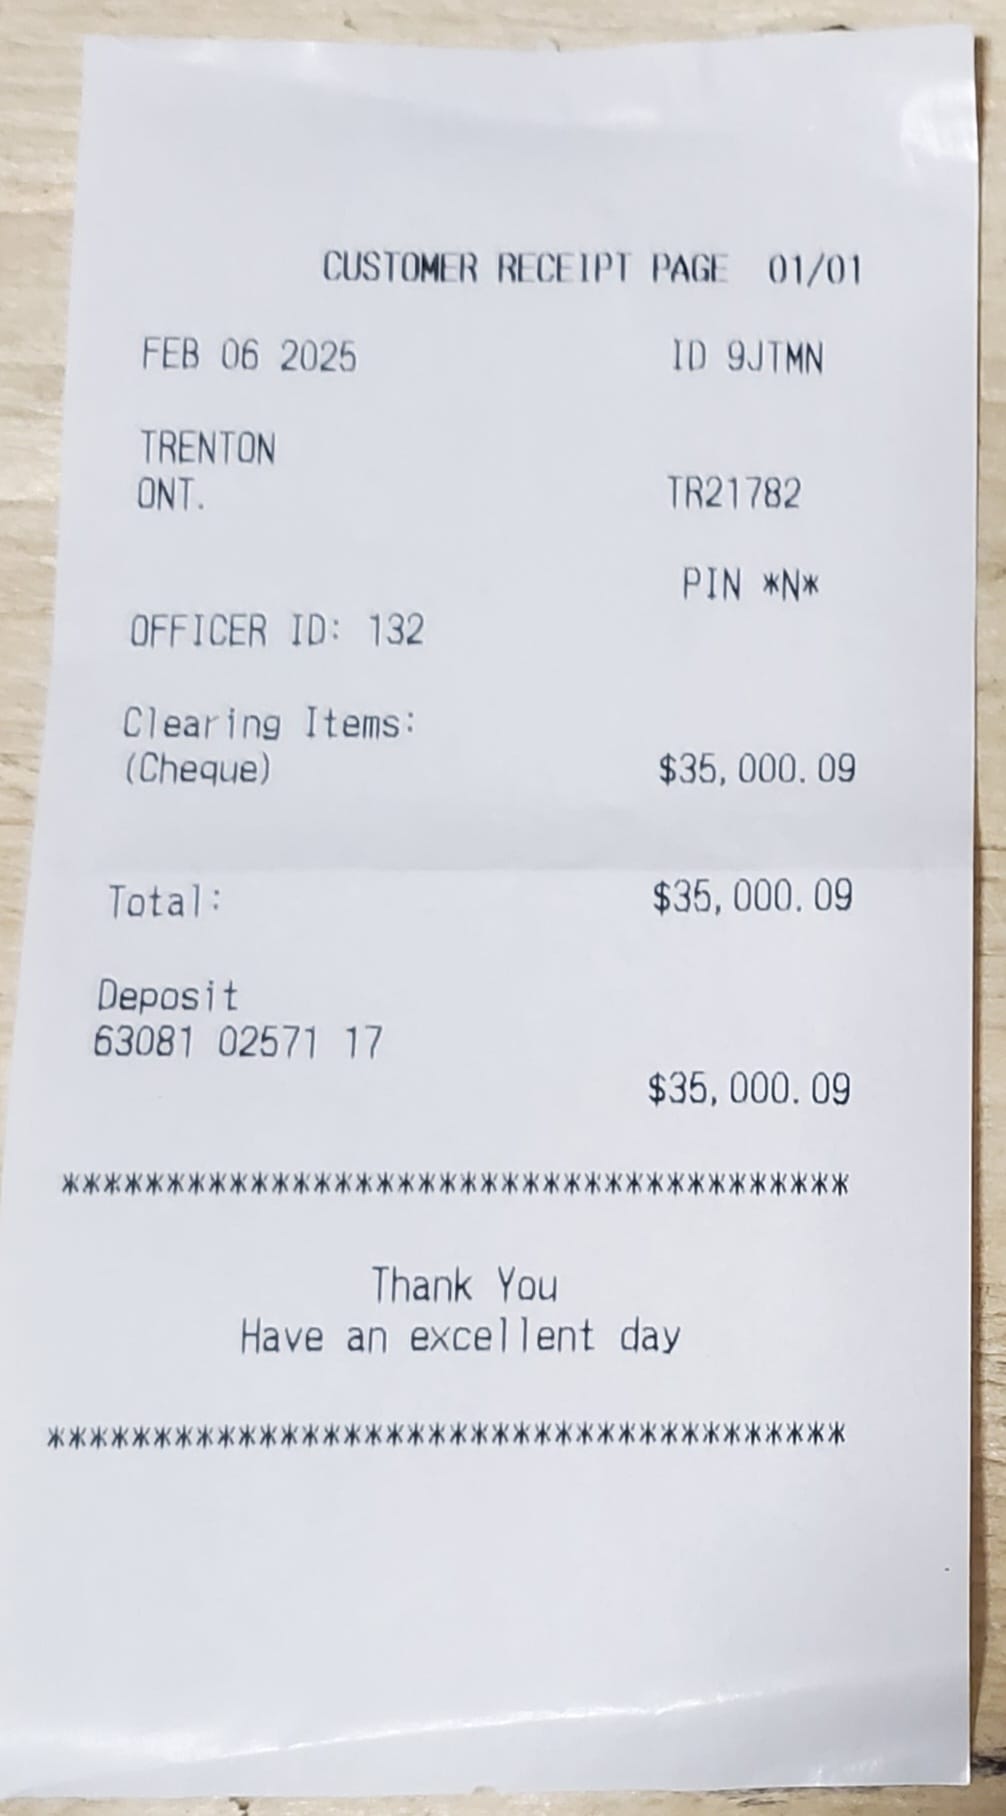 CUSTOMER RECEIPT PAGE 01/01
FEB 06 2025 ID 9JTMN
TRENTON
ONT. TR21782
PIN *N*
OFFICER ID: 132
Clearing Items:
(Cheque) $35,000.09
Total: $35,000.09
Deposit
63081 02571 17
$35,000.09
**************************************
Thank You
Have an excellent day
**************************************